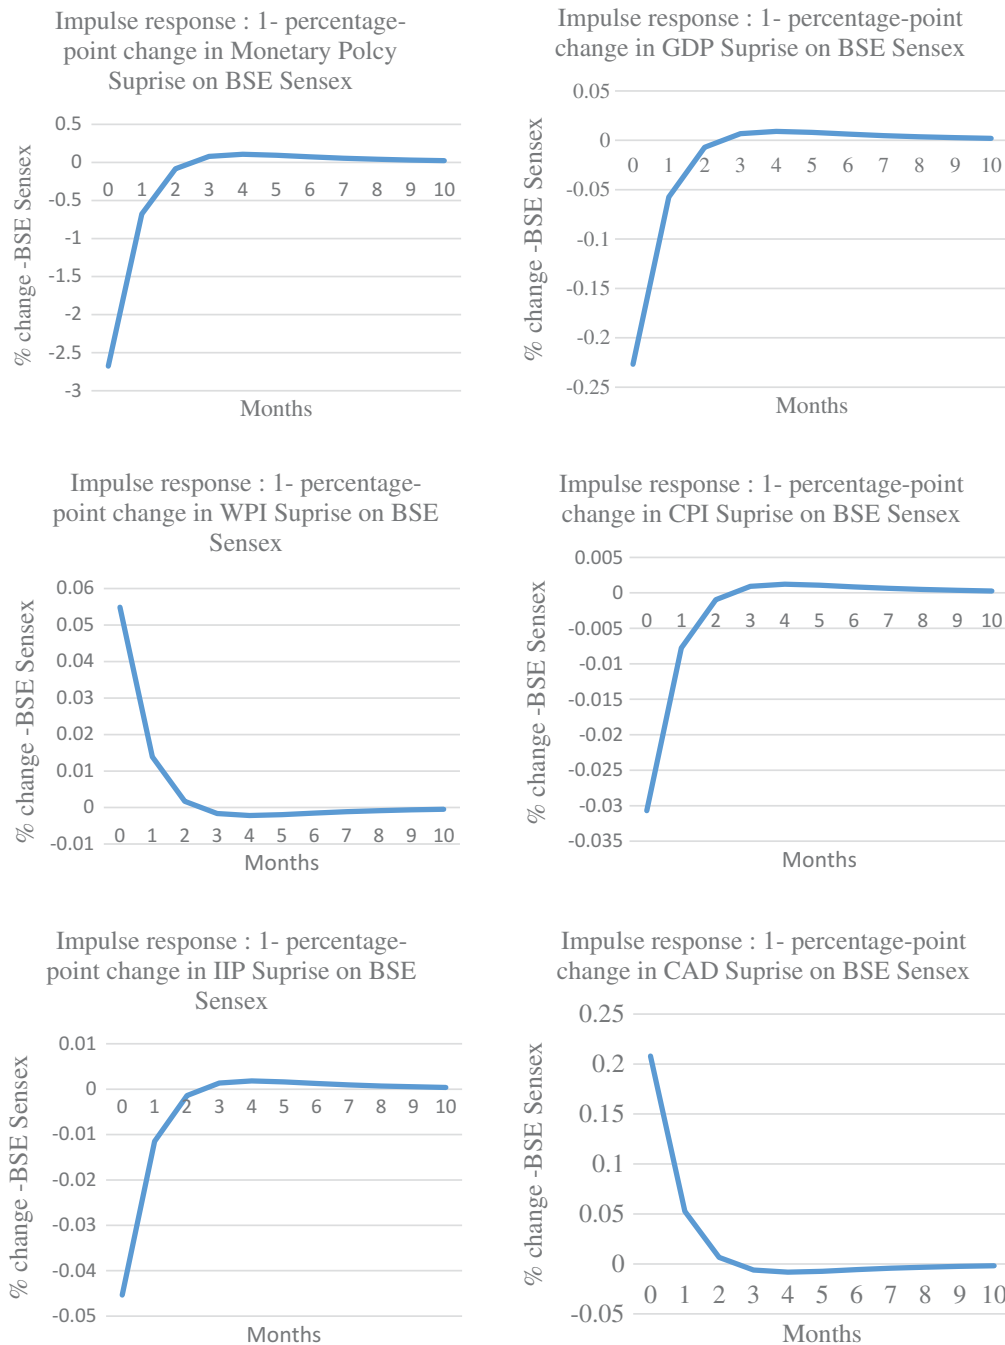 Impulse response : 1- percentage-
point change in Monetary Polcy
Suprise on BSE Sensex
0.5
0
-0.5
-1
-1.5
-2
-2.5
-3
0 1 2 3 4 5 6 7 8 9 10
% change -BSE Sensex
Months
Impulse response : 1- percentage-point
change in GDP Suprise on BSE Sensex
0.05
0
-0.05
-0.1
-0.15
-0.2
-0.25
0 1 2 3 4 5 6 7 8 9 10
% change -BSE Sensex
Months
Impulse response : 1- percentage-
point change in WPI Suprise on BSE
Sensex
0.06
0.05
0.04
0.03
0.02
0.01
0
-0.01
0 1 2 3 4 5 6 7 8 9 10
% change -BSE Sensex
Months
Impulse response : 1- percentage-point
change in CPI Suprise on BSE Sensex
0.005
0
-0.005
-0.01
-0.015
-0.02
-0.025
-0.03
-0.035
0 1 2 3 4 5 6 7 8 9 10
% change -BSE Sensex
Months
Impulse response : 1- percentage-
point change in IIP Suprise on BSE
Sensex
0.01
0
-0.01
-0.02
-0.03
-0.04
-0.05
0 1 2 3 4 5 6 7 8 9 10
% change -BSE Sensex
Months
Impulse response : 1- percentage-point
change in CAD Suprise on BSE Sensex
0.25
0.2
0.15
0.1
0.05
0
-0.05
0 1 2 3 4 5 6 7 8 9 10
% change -BSE Sensex
Months